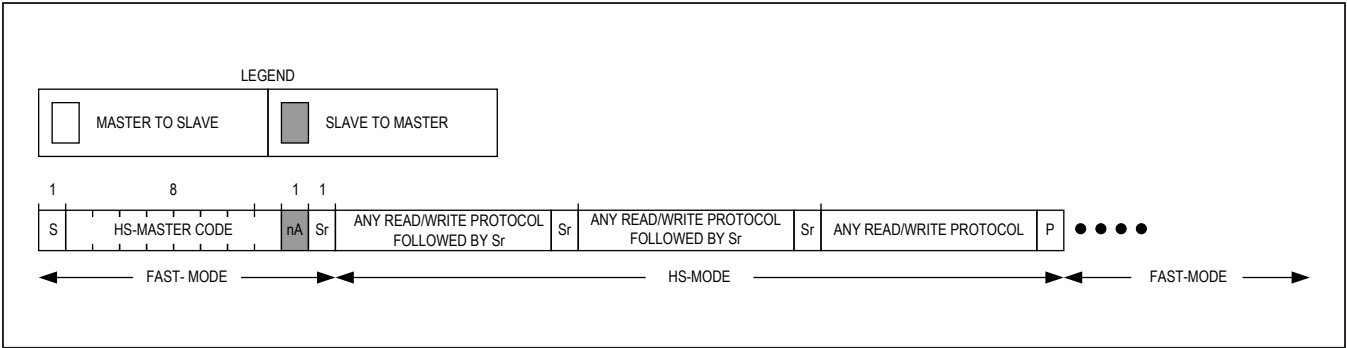 LEGEND
MASTER TO SLAVE SLAVE TO MASTER
1 8 1 1
S HS-MASTER CODE nA Sr ANY READ/WRITE PROTOCOL FOLLOWED BY Sr Sr ANY READ/WRITE PROTOCOL FOLLOWED BY Sr Sr ANY READ/WRITE PROTOCOL P
FAST- MODE HS-MODE FAST-MODE